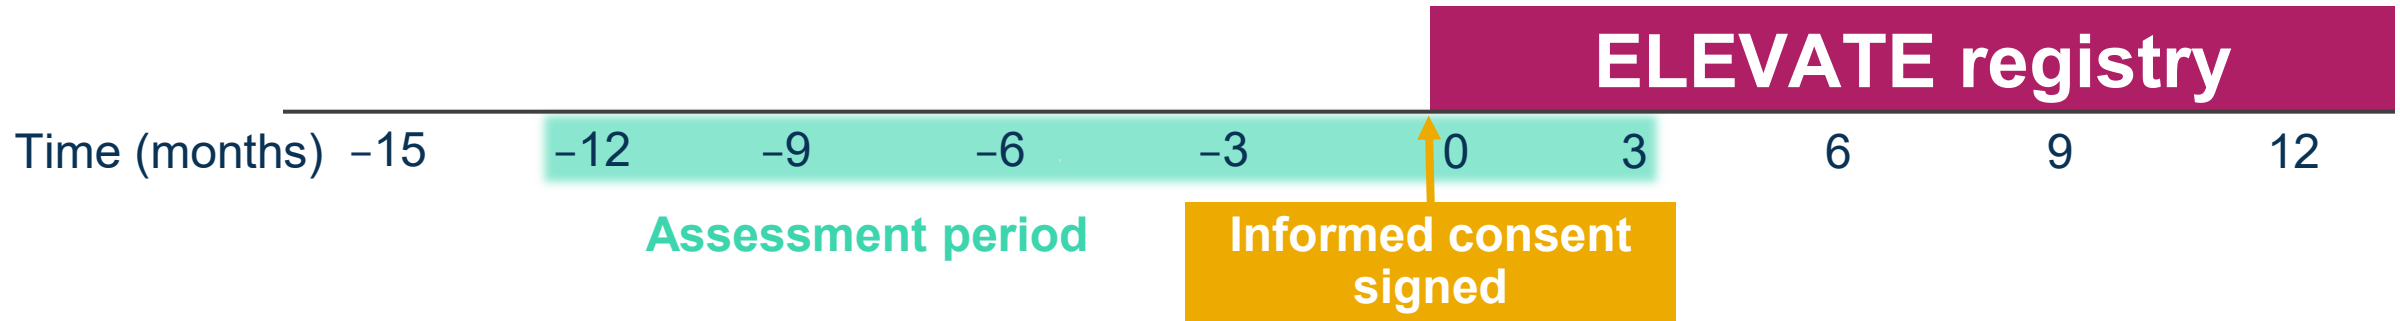 ELEVATE registry
Time (months) −15 −12 −9 −6 −3 0 3 6 9 12
Assessment period
Informed consent
signed